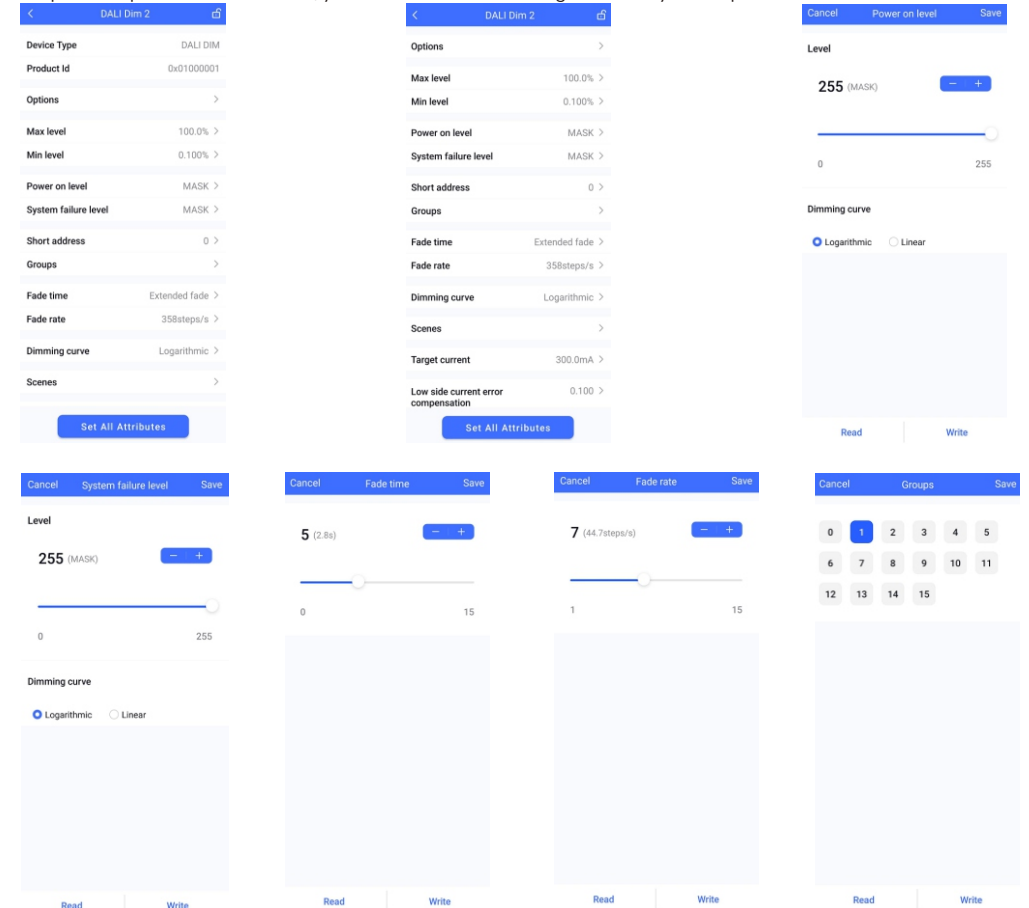 DALI Dim 2
Device Type DALI DIM
Product Id 0x01000001
Options
Max level 100.0%
Min level 0.100%
Power on level MASK
System failure level MASK
Short address 0
Groups
Fade time Extended fade
Fade rate 358steps/s
Dimming curve Logarithmic
Scenes
Set All Attributes
DALI Dim 2
Options
Max level 100.0%
Min level 0.100%
Power on level MASK
System failure level MASK
Short address 0
Groups
Fade time Extended fade
Fade rate 358steps/s
Dimming curve Logarithmic
Scenes
Target current 300.0mA
Low side current error 0.100
compensation
Set All Attributes
Cancel Power on level Save
Level
255 (MASK) − +
0 255
Dimming curve
Logarithmic Linear
Read Write
Cancel System failure level Save
Level
255 (MASK) − +
0 255
Dimming curve
Logarithmic Linear
Read Write
Cancel Fade time Save
5 (2.8s) − +
0 15
Read Write
Cancel Fade rate Save
7 (44.7steps/s) − +
1 15
Read Write
Cancel Groups Save
0 1 2 3 4 5
6 7 8 9 10 11
12 13 14 15
Read Write